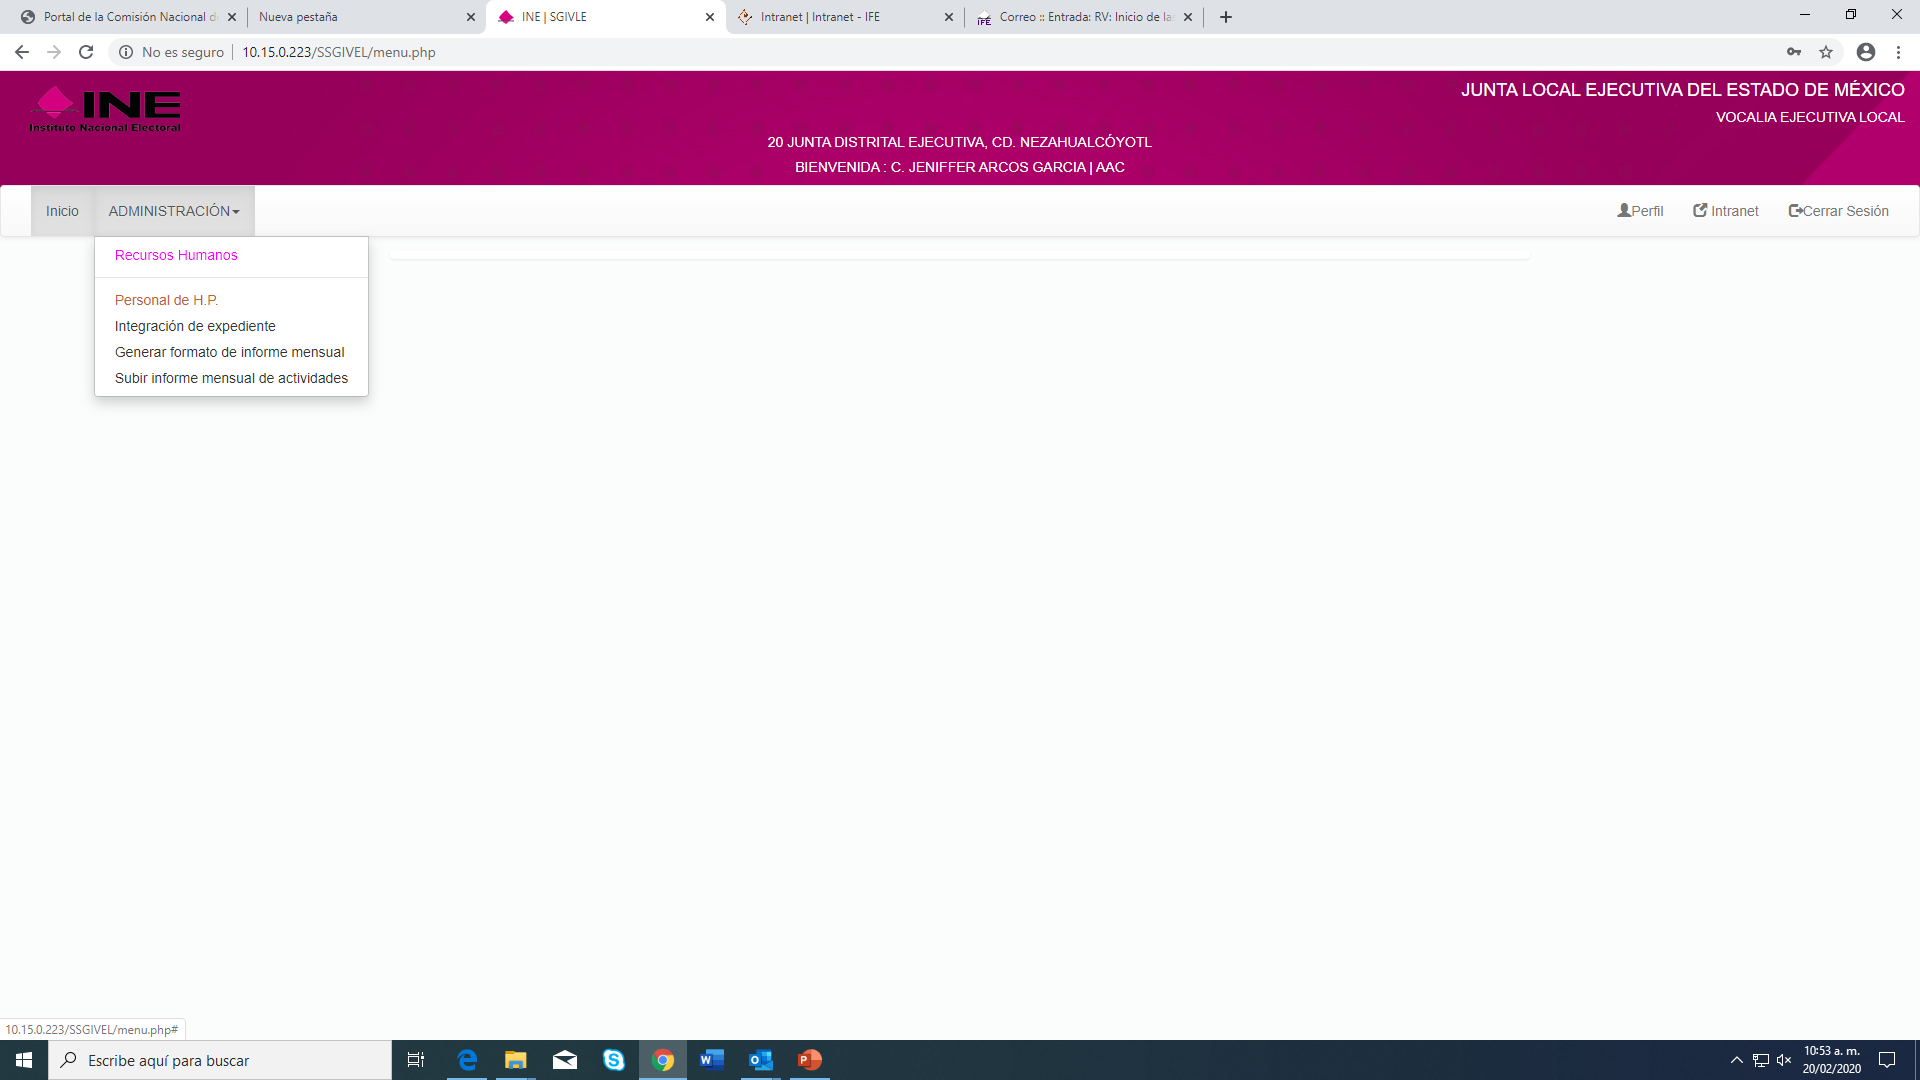 Portal de la Comisión Nacional d
Nueva pestaña
INE | SGIVLE
Intranet | Intranet - IFE
Correo :: Entrada: RV: Inicio de la
No es seguro
10.15.0.223/SSGIVEL/menu.php
INE
Instituto Nacional Electoral
JUNTA LOCAL EJECUTIVA DEL ESTADO DE MÉXICO
VOCALIA EJECUTIVA LOCAL
20 JUNTA DISTRITAL EJECUTIVA, CD. NEZAHUALCÓYOTL
BIENVENIDA : C. JENIFFER ARCOS GARCIA | AAC
Inicio
ADMINISTRACIÓN
Perfil
Intranet
Cerrar Sesión
Recursos Humanos
Personal de H.P.
Integración de expediente
Generar formato de informe mensual
Subir informe mensual de actividades
10.15.0.223/SSGIVEL/menu.php#
Escribe aquí para buscar
10:53 a. m.
20/02/2020